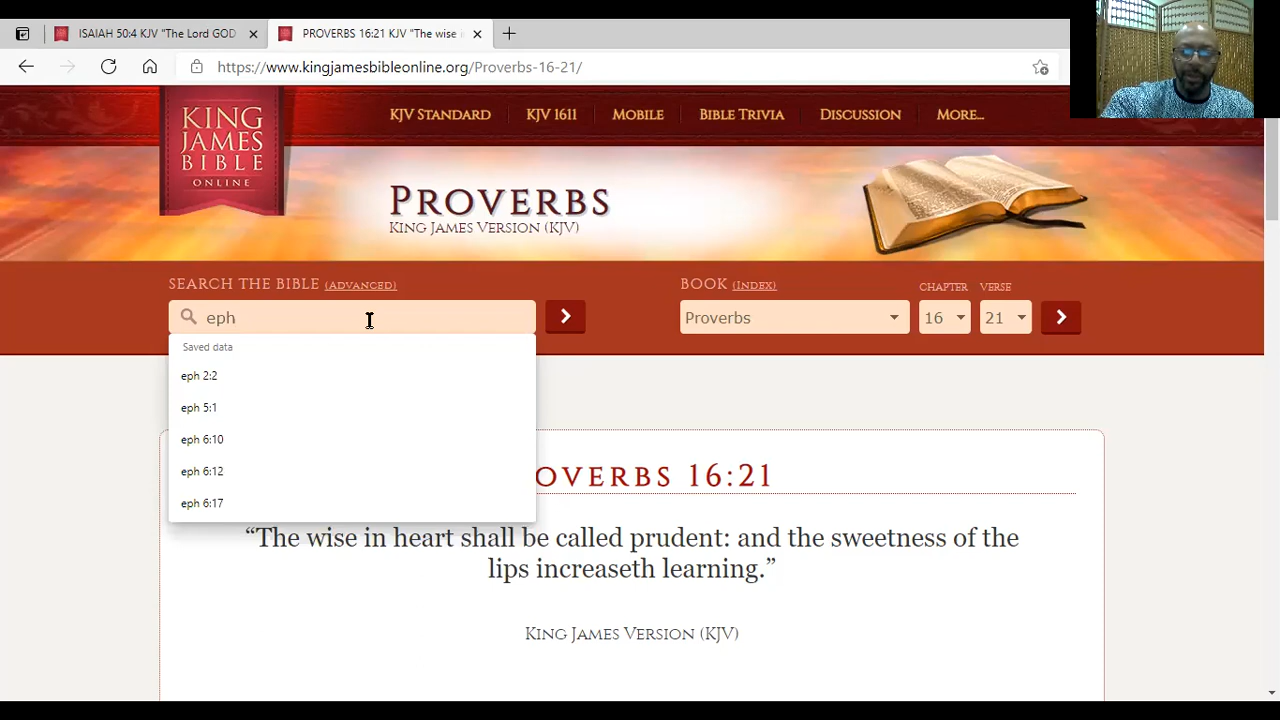 ISAIAH 50:4 KJV "The Lord GOD
PROVERBS 16:21 KJV "The wise
https://www.kingjamesbibleonline.org/Proverbs-16-21/
KING
JAMES
BIBLE
ONLINE
KJV STANDARD
KJV 1611
MOBILE
BIBLE TRIVIA
DISCUSSION
MORE...
PROVERBS
KING JAMES VERSION (KJV)
SEARCH THE BIBLE (ADVANCED)
BOOK (INDEX)
CHAPTER
VERSE
eph
Proverbs
16
21
Saved data
eph 2:2
eph 5:1
eph 6:10
eph 6:12
eph 6:17
OVERBS 16:21
“The wise in heart shall be called prudent: and the sweetness of the
lips increaseth learning.”
KING JAMES VERSION (KJV)